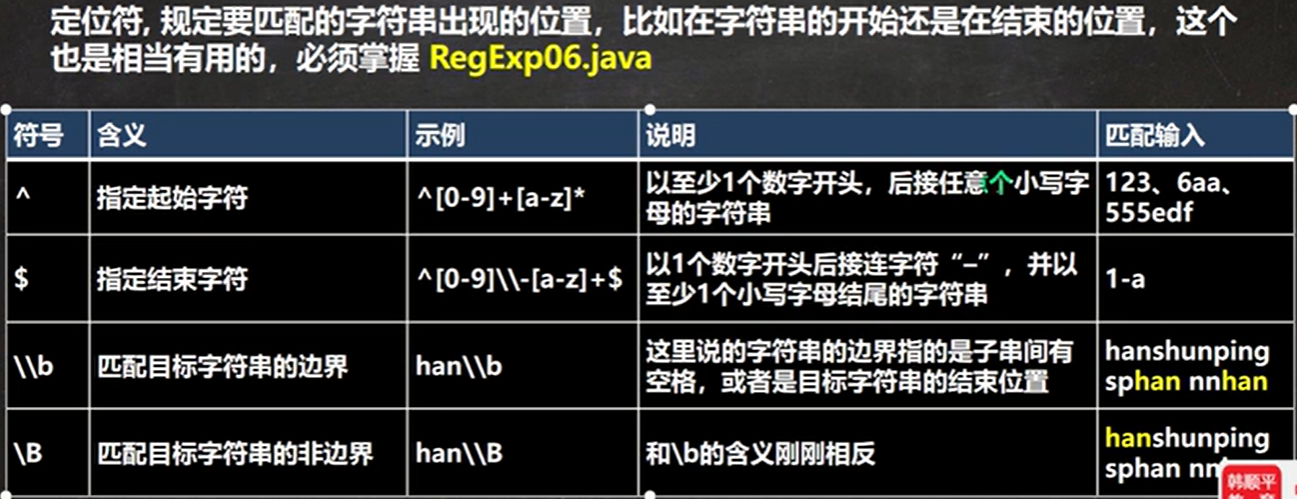 定位符, 规定要匹配的字符串出现的位置，比如在字符串的开始还是在结束的位置，这个
也是相当有用的，必须掌握 RegExp06.java
符号 含义 示例 说明 匹配输入
^ 指定起始字符 ^[0-9]+[a-z]* 以至少1个数字开头，后接任意个小写字
母的字符串
123、6aa、
555edf
$ 指定结束字符 ^[0-9]\\-[a-z]+$ 以1个数字开头后接连字符“–”，并以
至少1个小写字母结尾的字符串
1-a
\\b 匹配目标字符串的边界 han\\b 这里说的字符串的边界指的是子串间有
空格，或者是目标字符串的结束位置
hanshunping
sphan nnhan
\B 匹配目标字符串的非边界 han\\B 和\b的含义刚刚相反
hanshunping
sphan nn
韩顺平